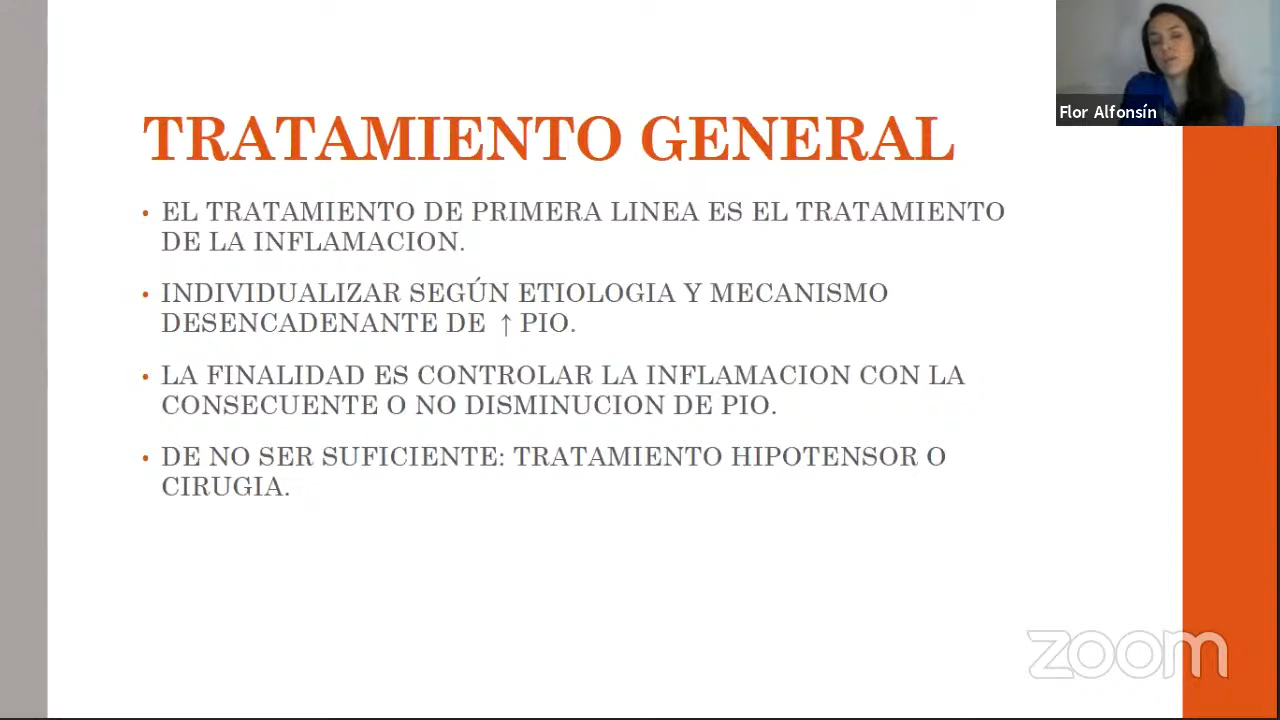 Flor Alfonsín
TRATAMIENTO GENERAL
• EL TRATAMIENTO DE PRIMERA LINEA ES EL TRATAMIENTO
DE LA INFLAMACION.
• INDIVIDUALIZAR SEGÚN ETIOLOGIA Y MECANISMO
DESENCADENANTE DE ↑ PIO.
• LA FINALIDAD ES CONTROLAR LA INFLAMACION CON LA
CONSECUENTE O NO DISMINUCION DE PIO.
• DE NO SER SUFICIENTE: TRATAMIENTO HIPOTENSOR O
CIRUGIA.
zoom